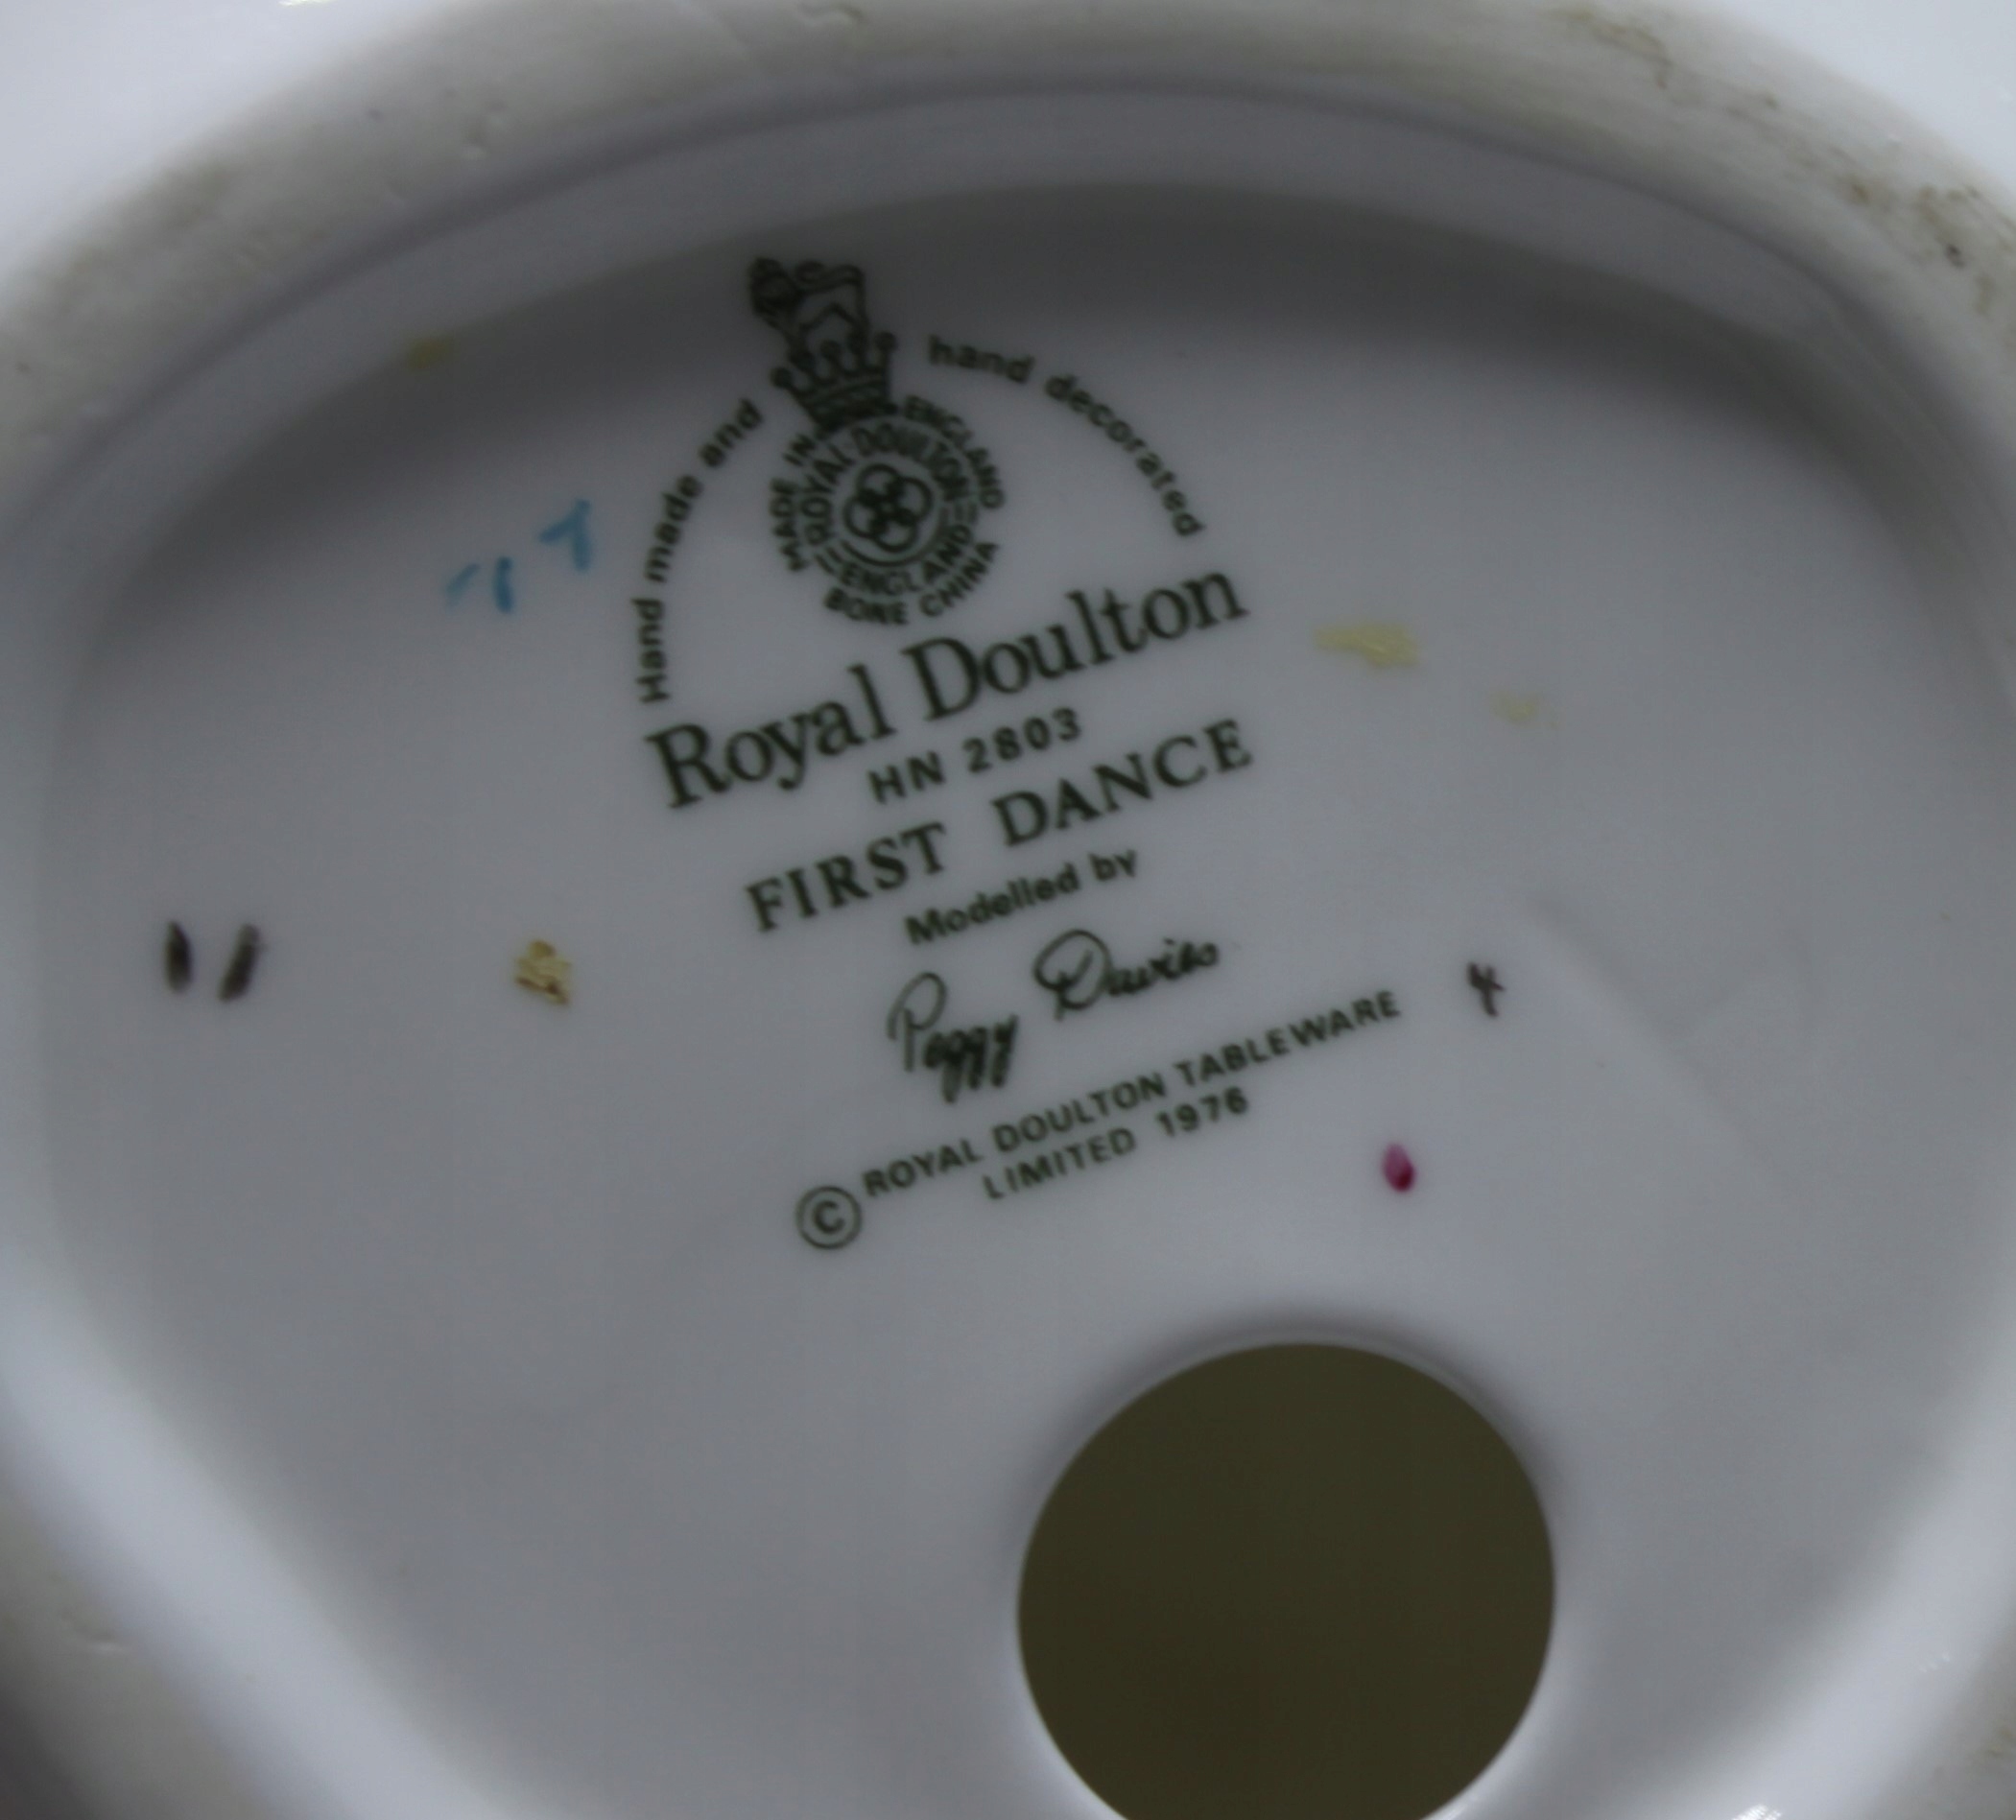 Hand made and hand decorated
MADE IN ENGLAND
ROYAL DOULTON
ENGLAND
BONE CHINA
Royal Doulton
HN 2803
FIRST DANCE
Modelled by
Peggy Davies
© ROYAL DOULTON TABLEWARE
LIMITED 1976
4